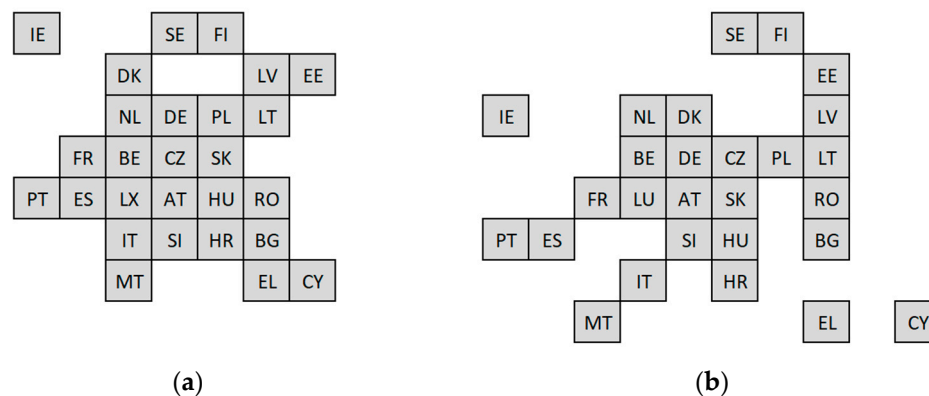 IE SE FI
DK LV EE
NL DE PL LT
FR BE CZ SK
PT ES LX AT HU RO
IT SI HR BG
MT EL CY
(a)
SE FI
EE
IE NL DK LV
BE DE CZ PL LT
FR LU AT SK RO
PT ES SI HU BG
IT HR
MT EL CY
(b)